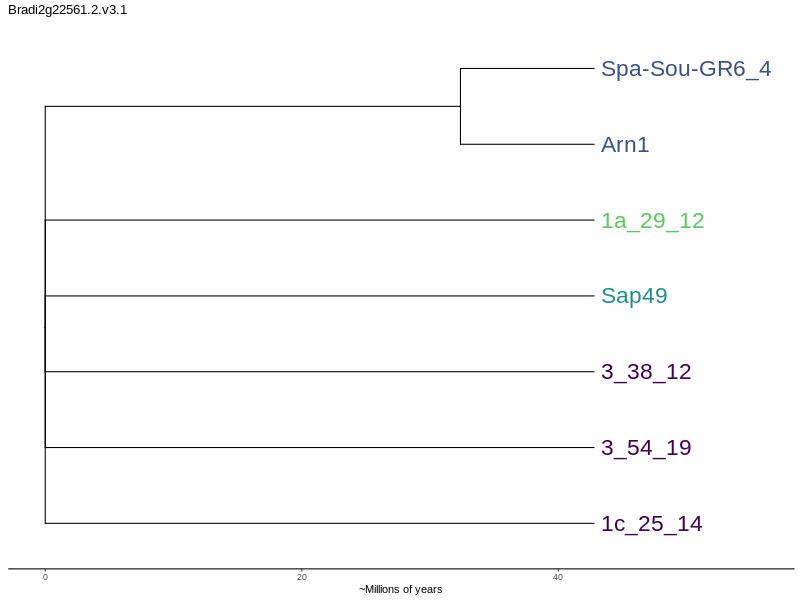 Bradi2g22561.2.v3.1
Spa-Sou-GR6_4
Arn1
1a_29_12
Sap49
3_38_12
3_54_19
1c_25_14
0 20 40
~Millions of years